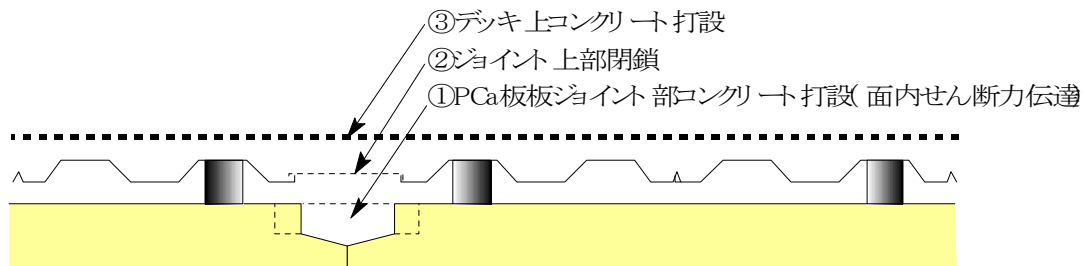 ③デッキ上コンクリート打設
②ジョイント上部閉鎖
①PCa板板ジョイント部コンクリート打設(面内せん断力伝達)